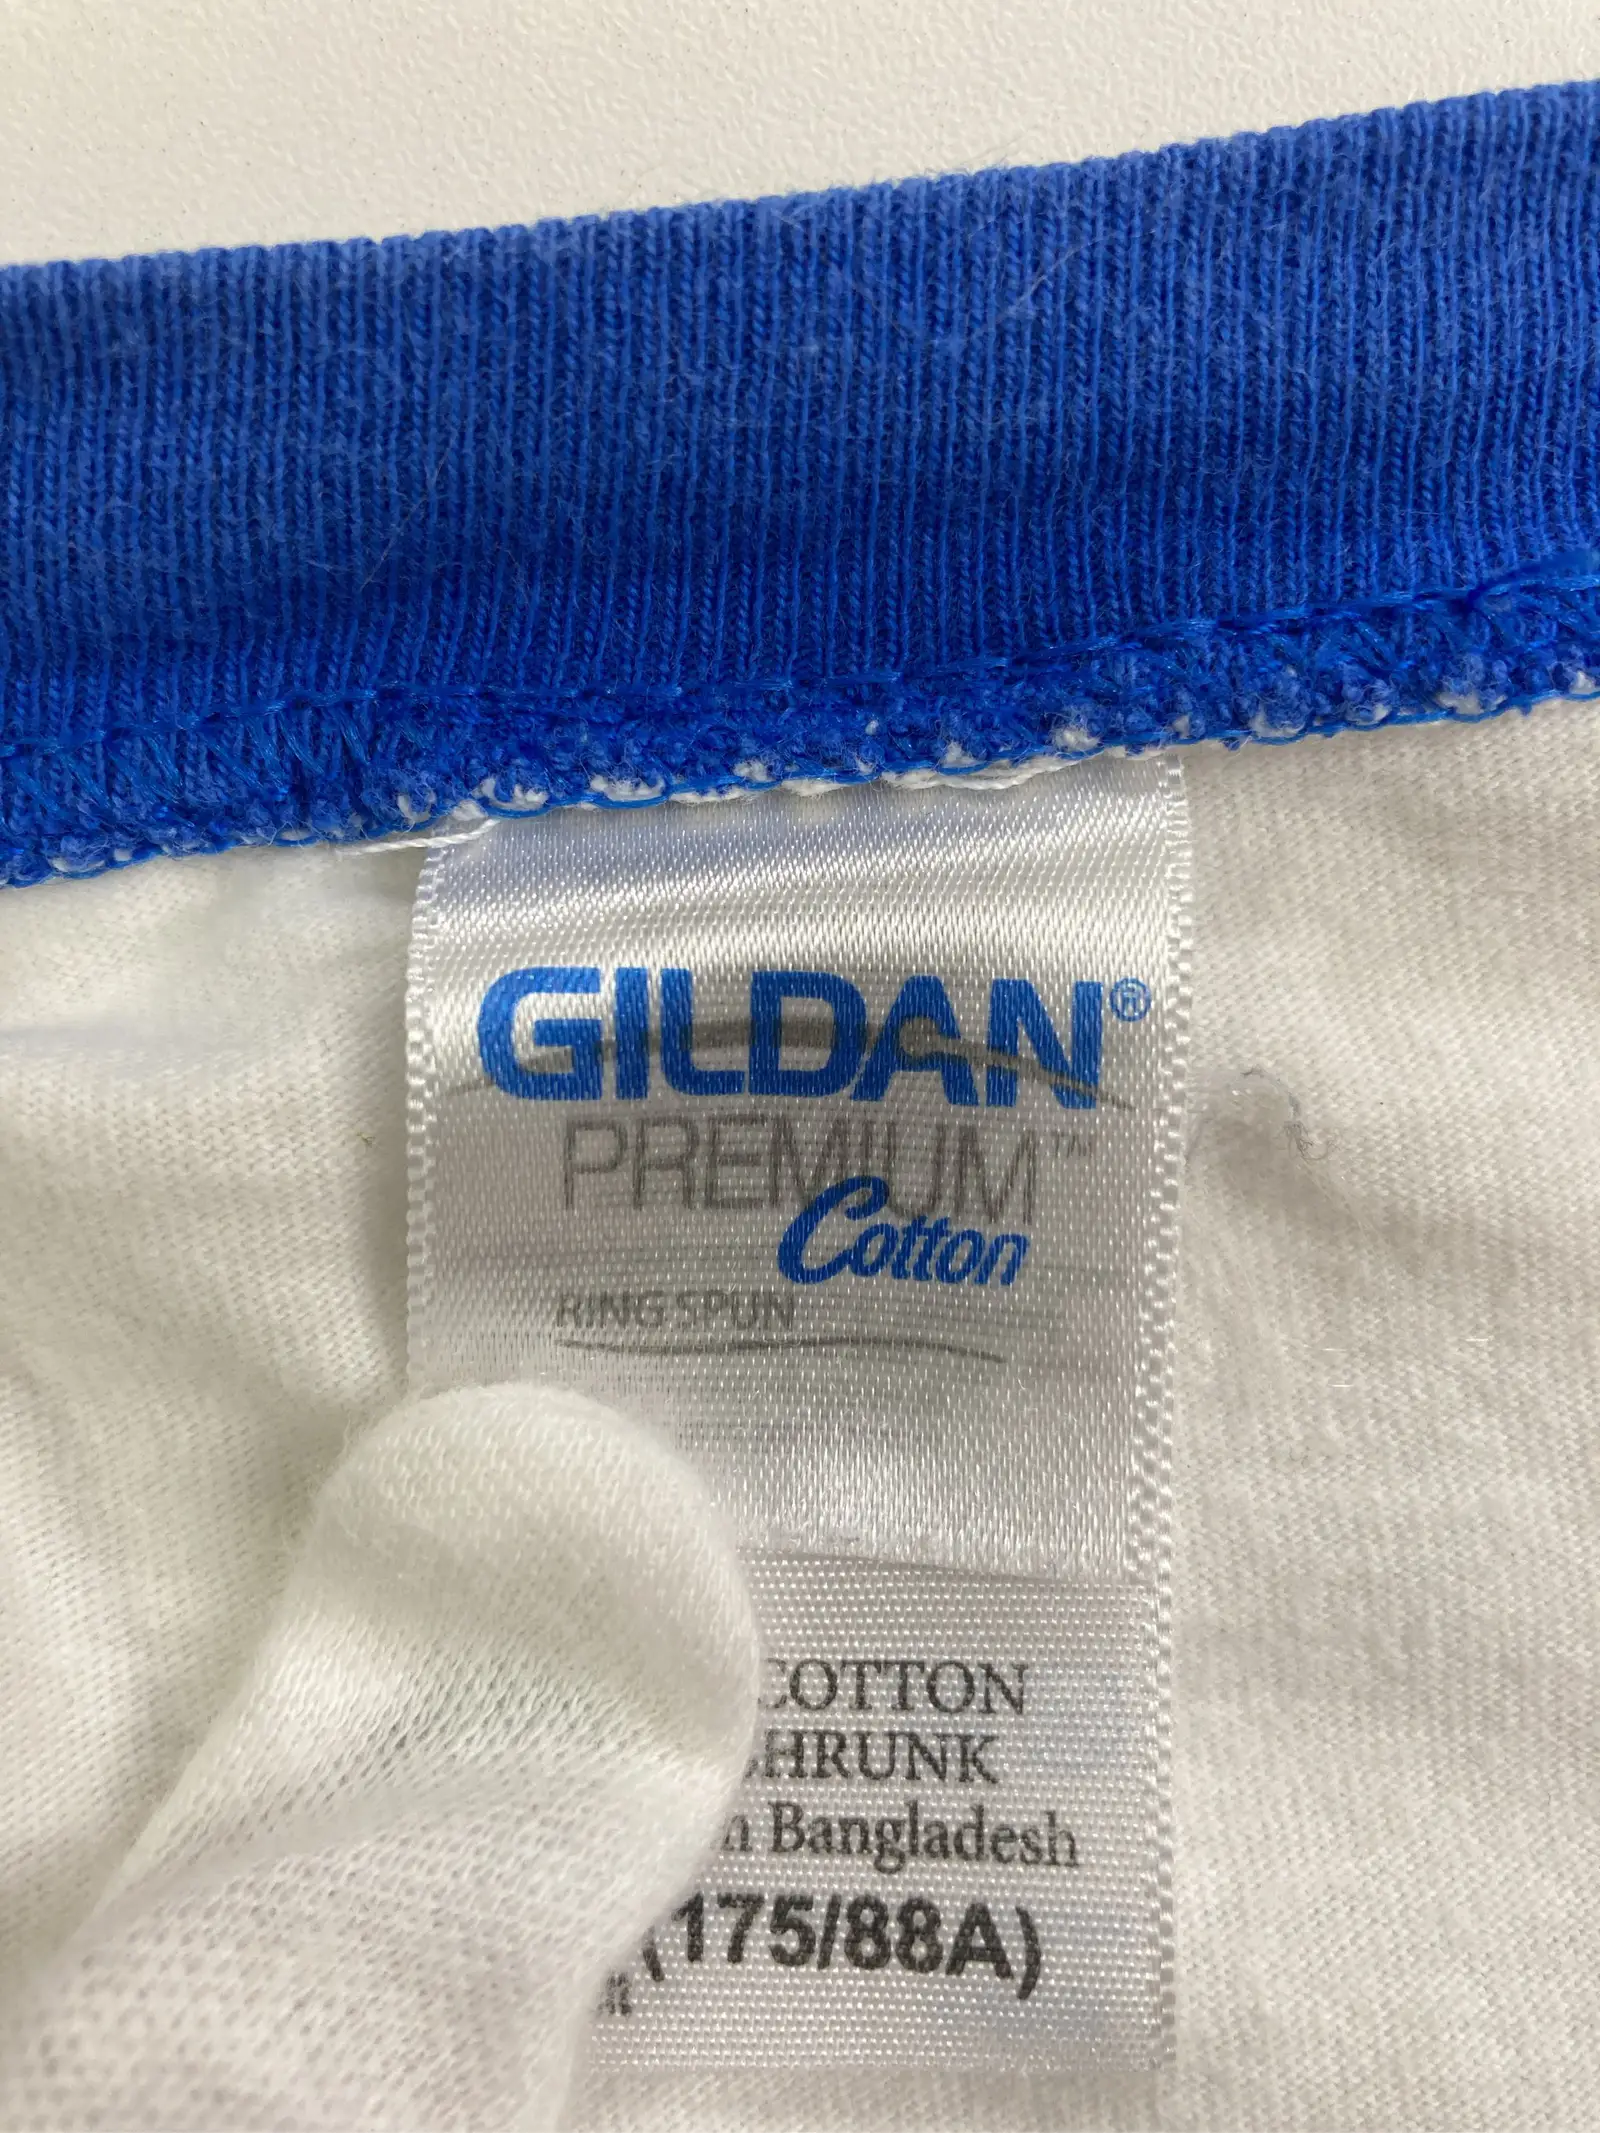 GILDAN®
PREMIUM™
Cotton
RING SPUN
COTTON
SHRUNK
Bangladesh
(175/88A)